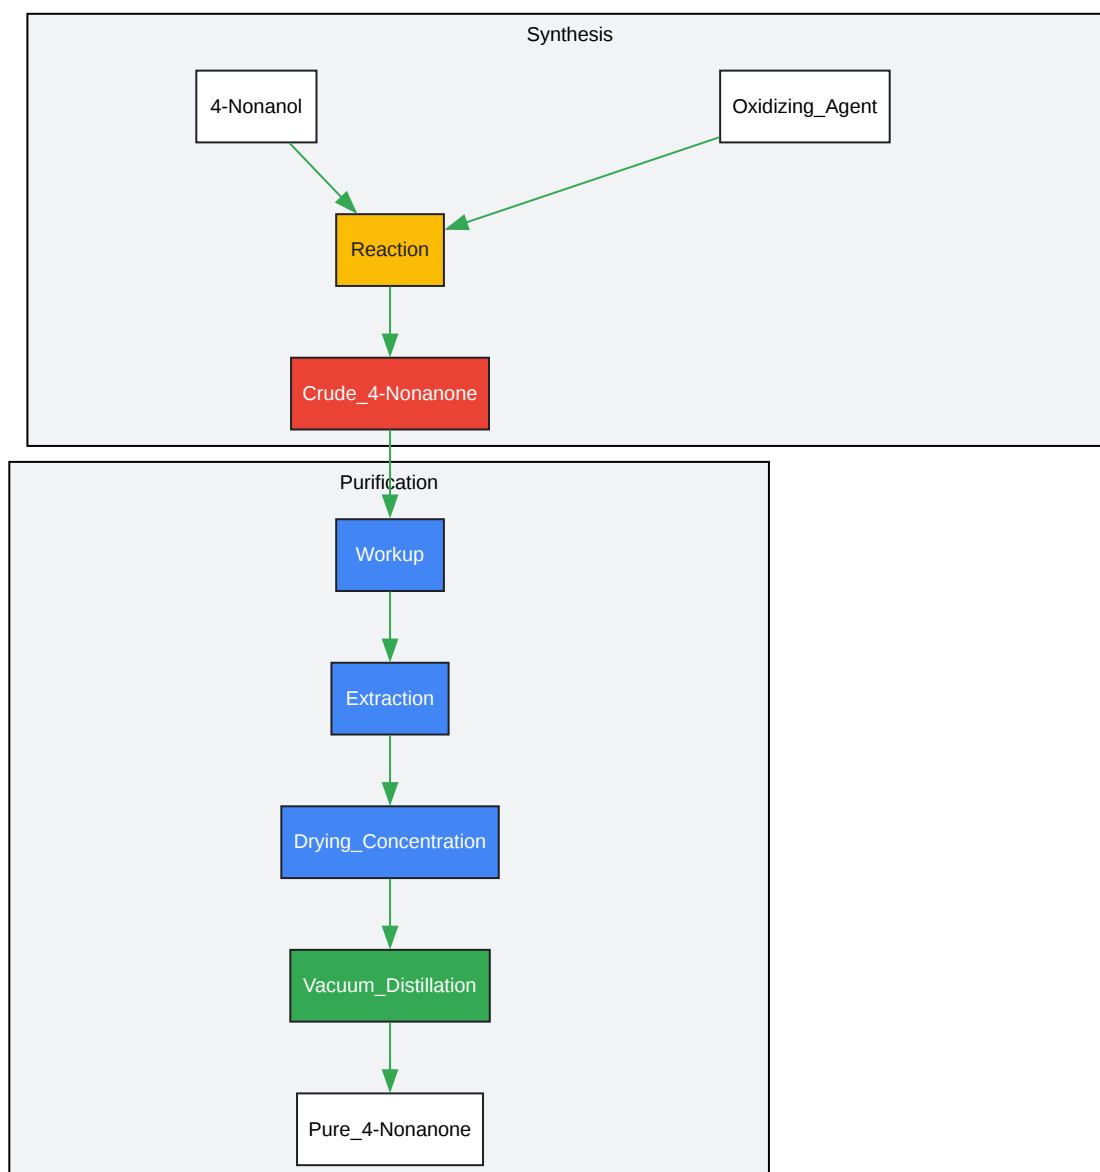 Synthesis
4-Nonanol
Oxidizing_Agent
Reaction
Crude_4-Nonanone
Purification
Workup
Extraction
Drying_Concentration
Vacuum_Distillation
Pure_4-Nonanone